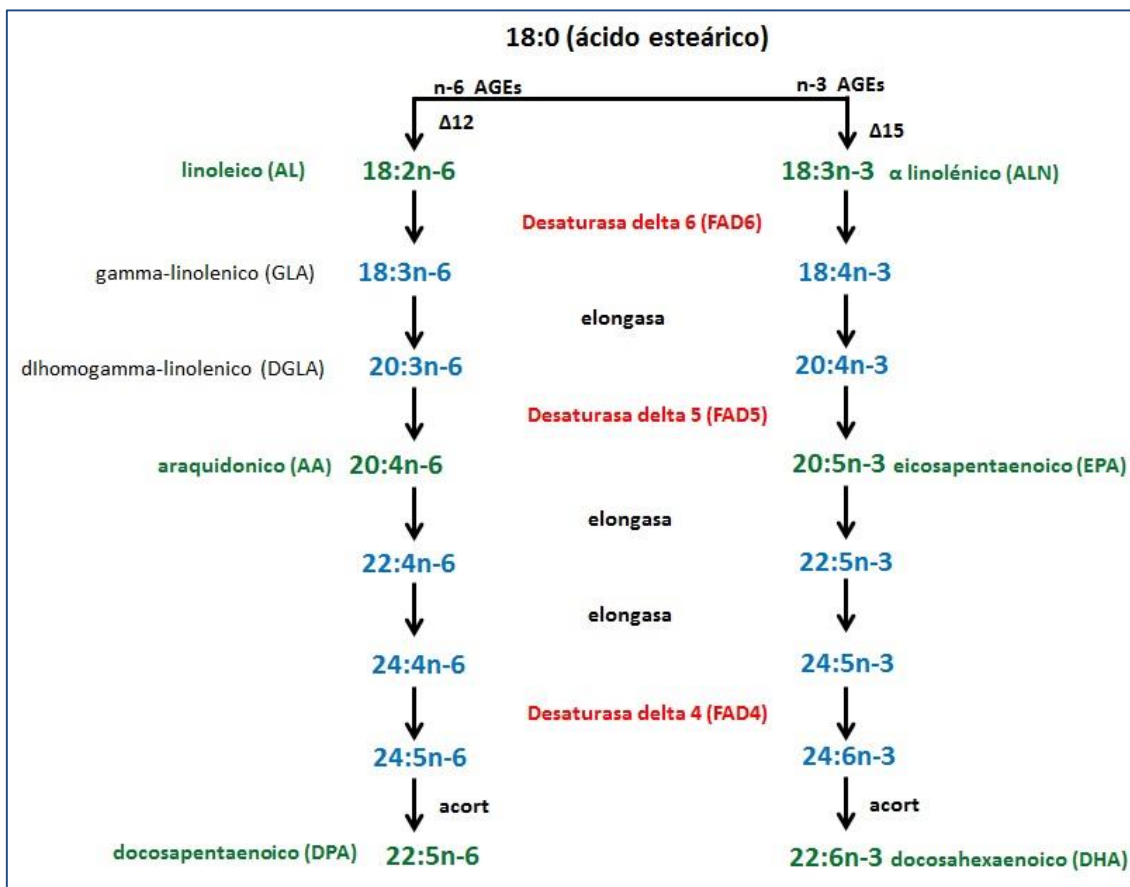 18:0 (ácido esteárico)
n-6 AGEs
n-3 AGEs
Δ12
Δ15
linoleico (AL) 18:2n-6
18:3n-3 α linolénico (ALN)
Desaturasa delta 6 (FAD6)
gamma-linolenico (GLA) 18:3n-6
18:4n-3
elongasa
dIhomogamma-linolenico (DGLA) 20:3n-6
20:4n-3
Desaturasa delta 5 (FAD5)
araquidonico (AA) 20:4n-6
20:5n-3 eicosapentaenoico (EPA)
elongasa
22:4n-6
22:5n-3
elongasa
24:4n-6
24:5n-3
Desaturasa delta 4 (FAD4)
24:5n-6
24:6n-3
acort
acort
docosapentaenoico (DPA) 22:5n-6
22:6n-3 docosahexaenoico (DHA)